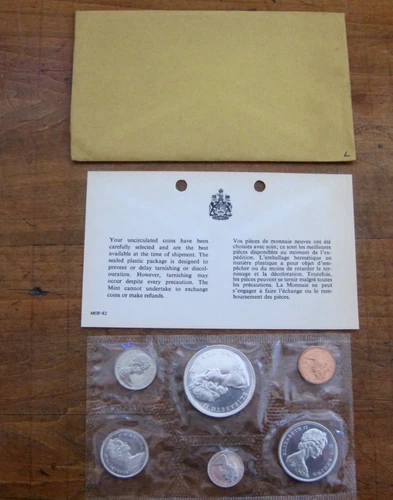 Your uncirculated coins have been
carefully selected and are the best
available at the time of shipment. The
sealed plastic package is designed to
prevent or delay tarnishing or discol-
ouration. However, tarnishing may
occur despite every precaution. The
Mint cannot undertake to exchange
coins or make refunds.
Vos pièces de monnaie neuves ont été
choisies avec soin; ce sont les meilleures
pièces disponibles au moment de l'ex-
pédition. L'emballage hermétique en
matière plastique a pour objet d'em-
pêcher ou du moins de retarder le ter-
nissage et la décoloration. Toutefois,
les pièces peuvent se ternir malgré toutes
les précautions. La Monnaie ne peut
s'engager à faire l'échange ou le rem-
boursement des pièces.
ELIZABETH II